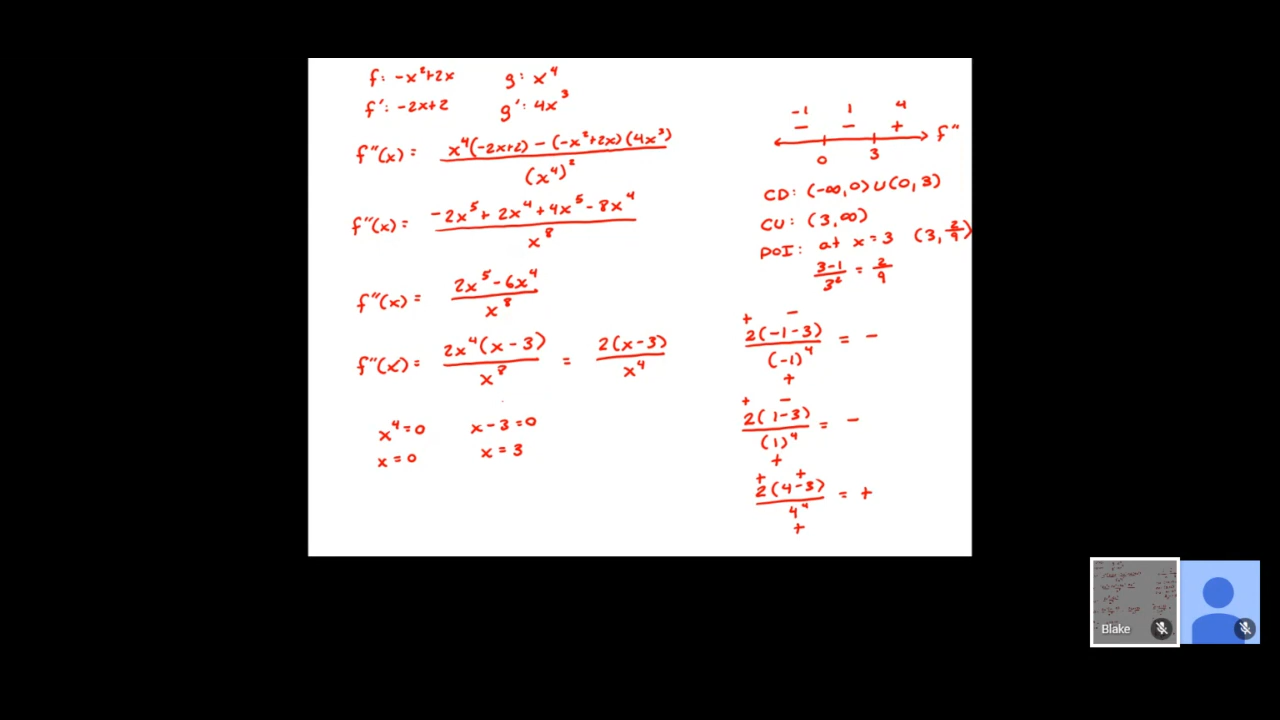 f: -x²+2x g: x⁴
f': -2x+2 g': 4x³
f''(x) = x⁴(-2x+2) - (-x²+2x)(4x³) / (x⁴)²
f''(x) = -2x⁵ + 2x⁴ + 4x⁵ - 8x⁴ / x⁸
f''(x) = 2x⁵ - 6x⁴ / x⁸
f''(x) = 2x⁴(x - 3) / x⁸ = 2(x-3) / x⁴
x⁴ = 0 x - 3 = 0
x = 0 x = 3
-1 1 4
- - + f''
0 3
CD: (-∞, 0) ∪ (0, 3)
CU: (3, ∞)
POI: at x = 3 (3, 2/9)
3-1 / 3² = 2/9
+ -
2(-1-3) / (-1)⁴ = -
+
+ -
2(1-3) / (1)⁴ = -
+
+ +
2(4-3) / 4⁴ = +
+
Blake